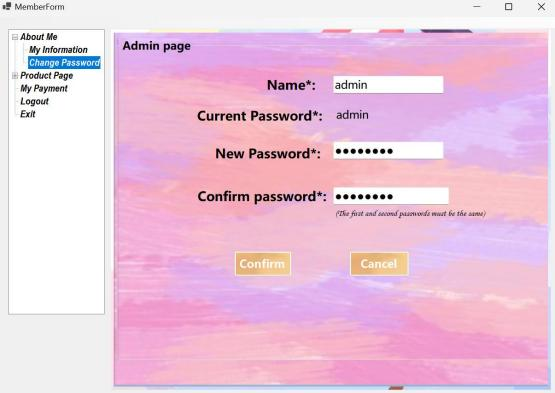 MemberForm
About Me
My Information
Change Password
Product Page
My Payment
Logout
Exit
Admin page
Name*: admin
Current Password*: admin
New Password*: ●●●●●●●●
Confirm password*: ●●●●●●●●
(The first and second passwords must be the same)
Confirm Cancel